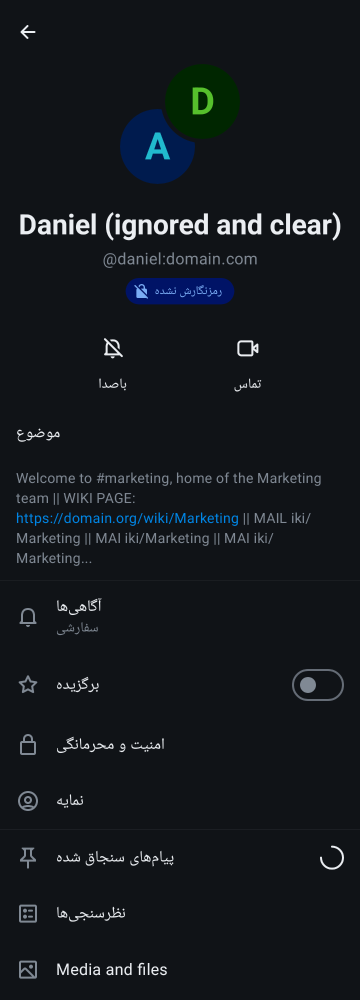 D
A
Daniel (ignored and clear)
@daniel:domain.com
رمزنگارش نشده
باصدا
تماس
موضوع
Welcome to #marketing, home of the Marketing
team || WIKI PAGE:
https://domain.org/wiki/Marketing || MAIL iki/
Marketing || MAI iki/Marketing || MAI iki/
Marketing...
آگاهی‌ها
سفارشی
برگزیده
امنیت و محرمانگی
نمایه
پیام‌های سنجاق شده
نظرسنجی‌ها
Media and files